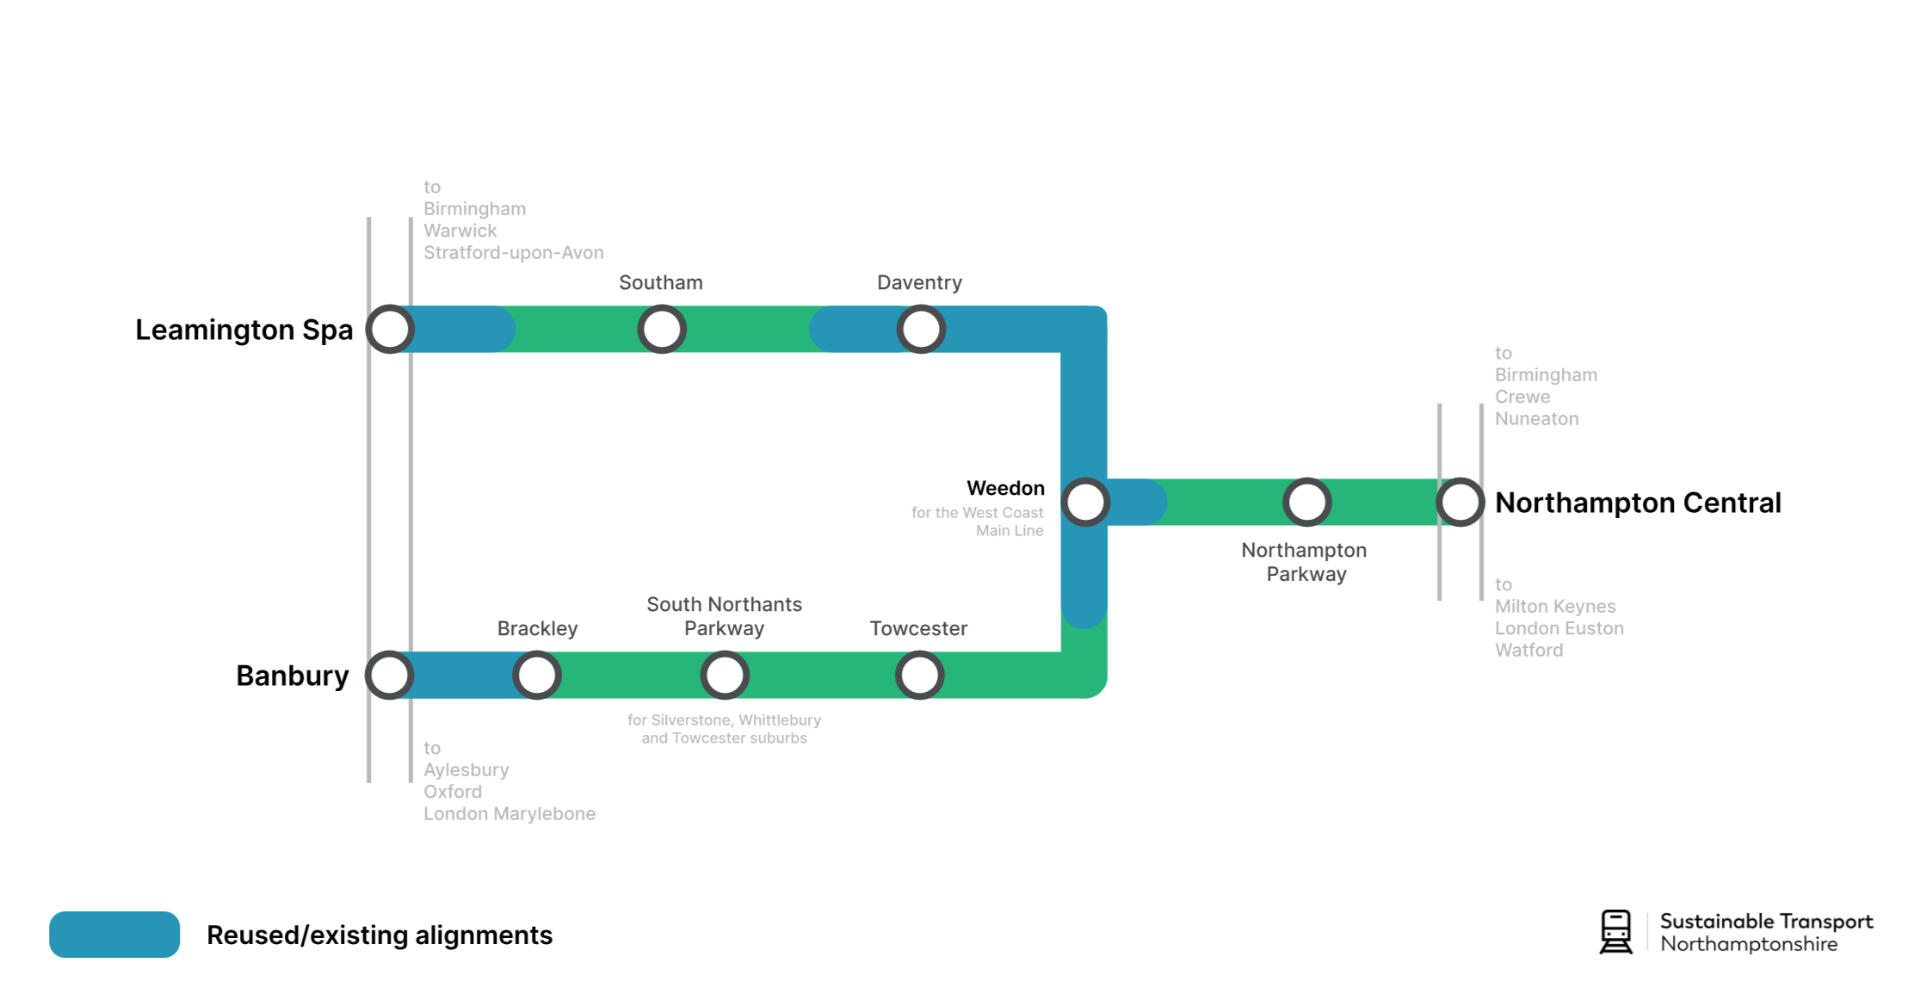 to
Birmingham
Warwick
Stratford-upon-Avon
Southam
Daventry
Leamington Spa
to
Birmingham
Crewe
Nuneaton
Weedon
for the West Coast
Main Line
Northampton Central
Northampton
Parkway
to
Milton Keynes
London Euston
Watford
Brackley
South Northants
Parkway
Towcester
Banbury
for Silverstone, Whittlebury
and Towcester suburbs
to
Aylesbury
Oxford
London Marylebone
Reused/existing alignments
Sustainable Transport
Northamptonshire